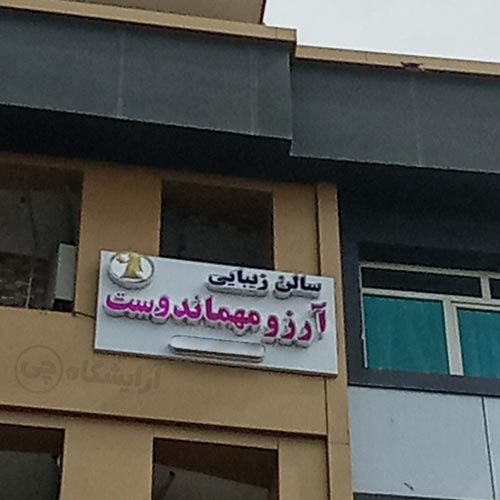 سالن زیبایی
آرزو مهماندوست
آرایشگاه چی